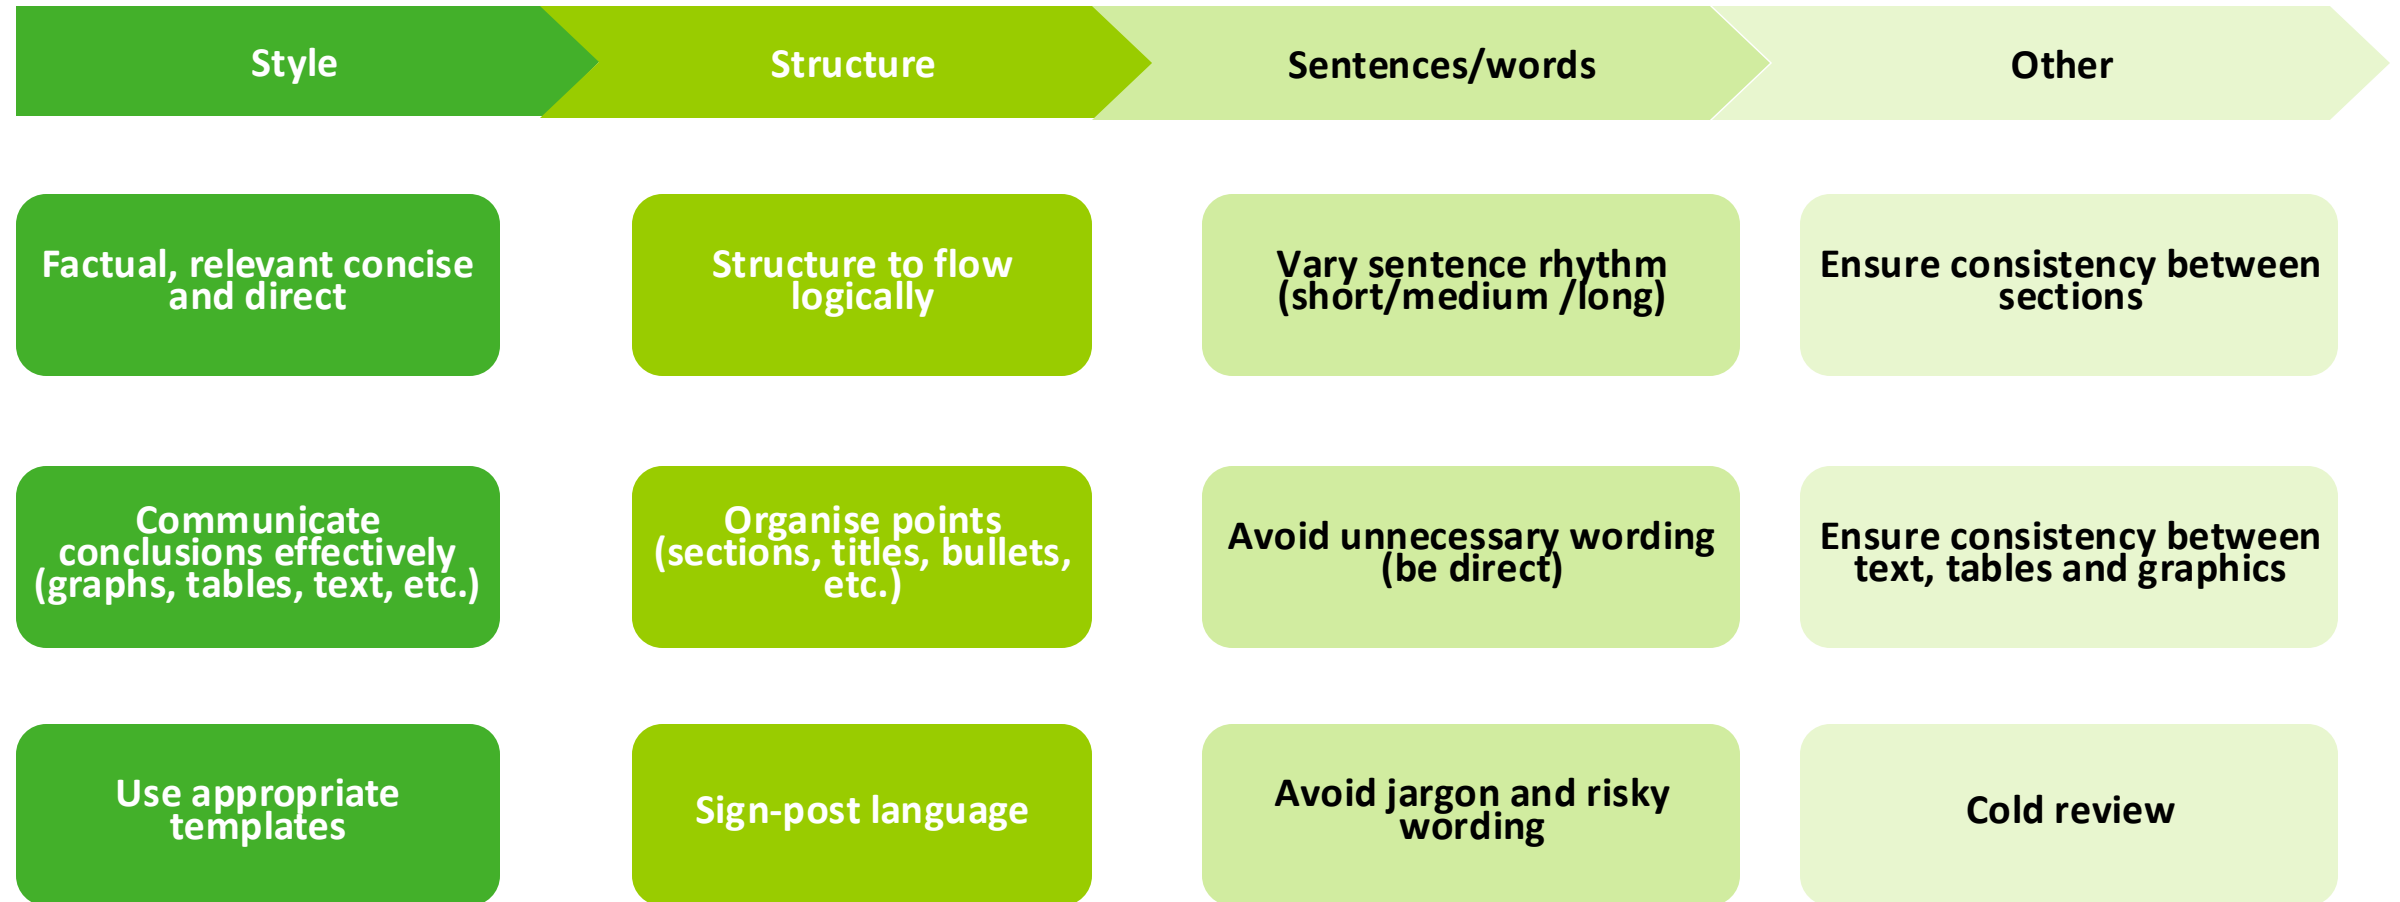 Style
Structure
Sentences/words
Other
Factual, relevant concise
and direct
Structure to flow
logically
Vary sentence rhythm
(short/medium /long)
Ensure consistency between
sections
Communicate
conclusions effectively
(graphs, tables, text, etc.)
Organise points
(sections, titles, bullets,
etc.)
Avoid unnecessary wording
(be direct)
Ensure consistency between
text, tables and graphics
Use appropriate
templates
Sign-post language
Avoid jargon and risky
wording
Cold review